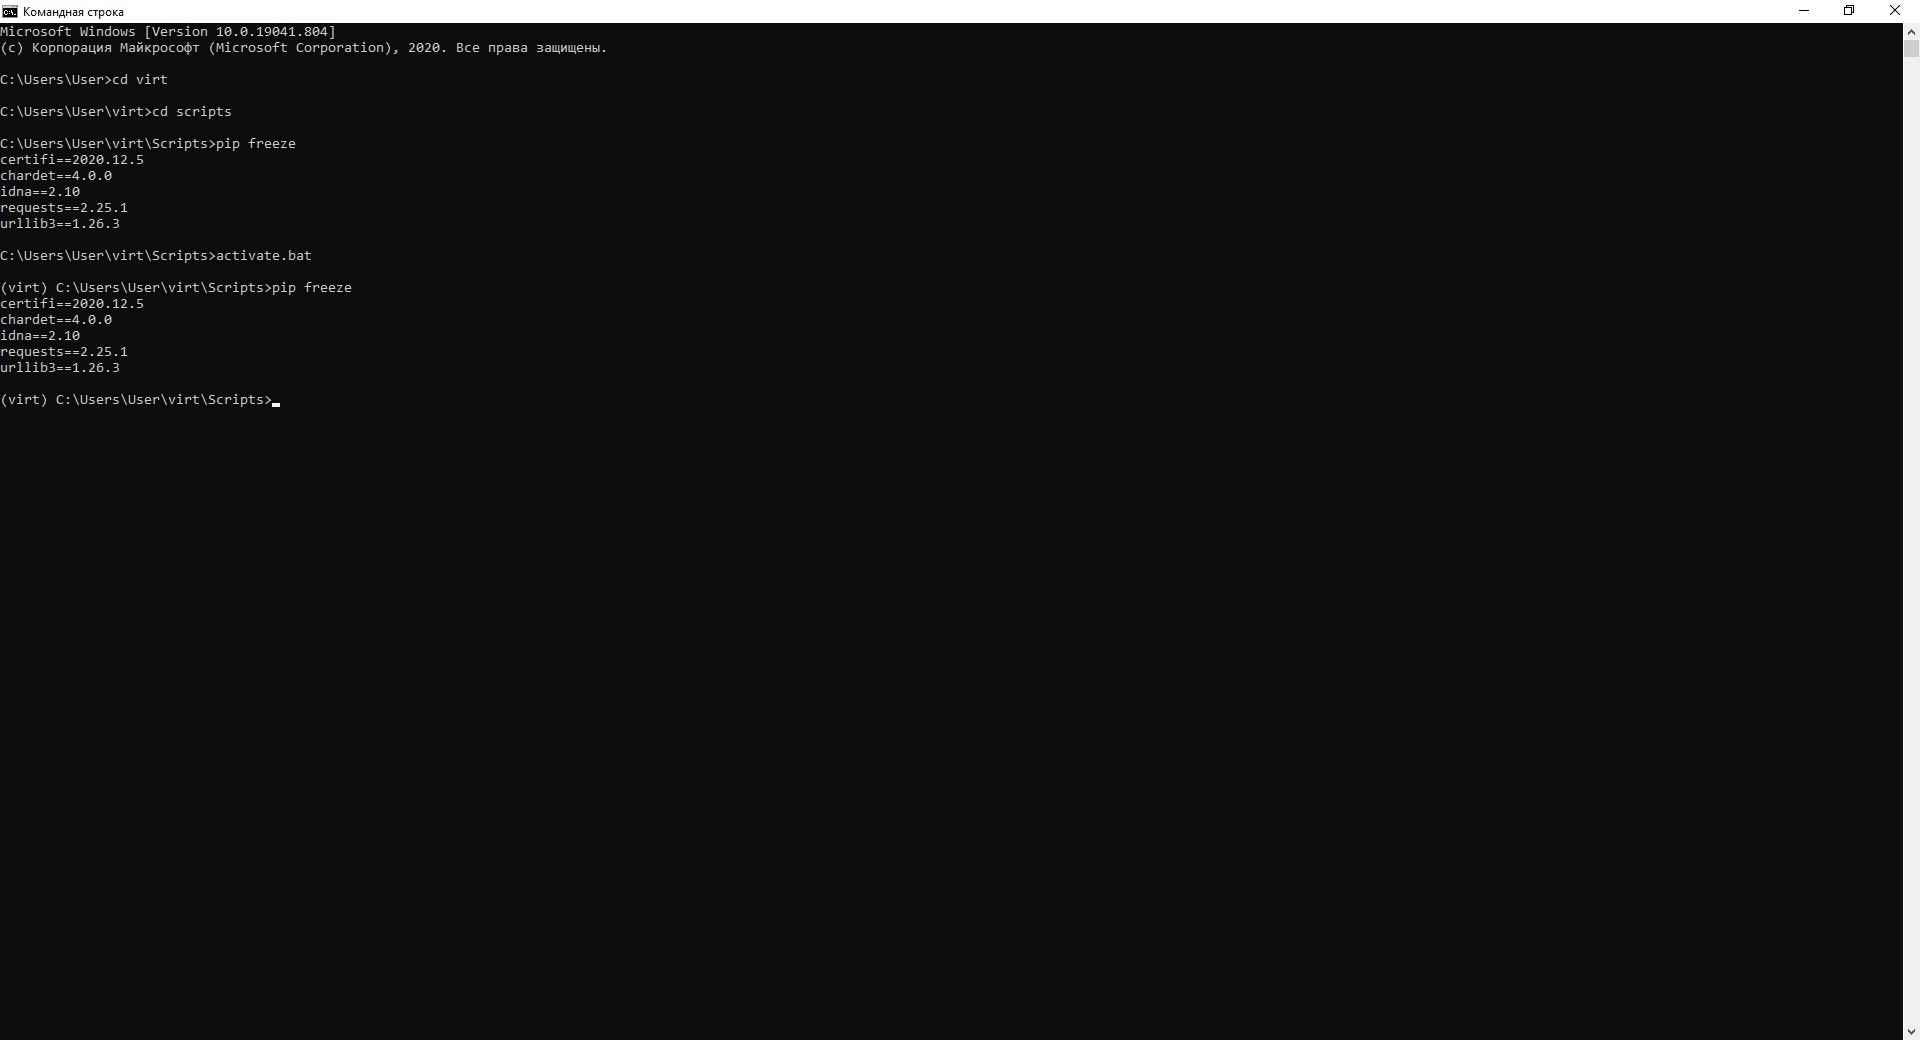 Командная строка
Microsoft Windows [Version 10.0.19041.804]
(c) Корпорация Майкрософт (Microsoft Corporation), 2020. Все права защищены.
C:\Users\User>cd virt
C:\Users\User\virt>cd scripts
C:\Users\User\virt\Scripts>pip freeze
certifi==2020.12.5
chardet==4.0.0
idna==2.10
requests==2.25.1
urllib3==1.26.3
C:\Users\User\virt\Scripts>activate.bat
(virt) C:\Users\User\virt\Scripts>pip freeze
certifi==2020.12.5
chardet==4.0.0
idna==2.10
requests==2.25.1
urllib3==1.26.3
(virt) C:\Users\User\virt\Scripts>